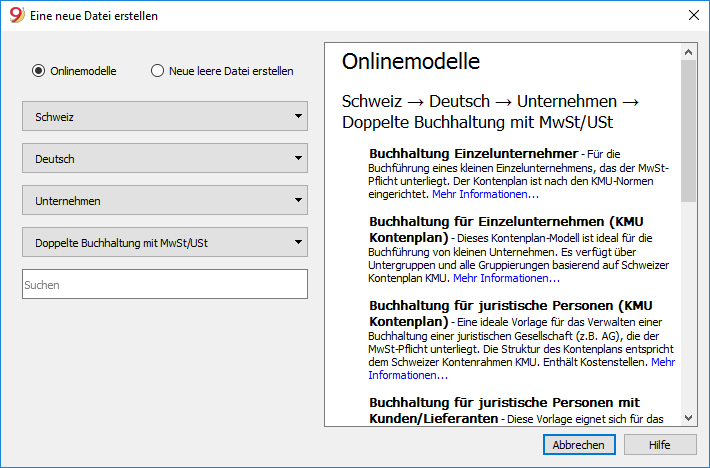 9 Eine neue Datei erstellen
Onlinemodelle
Neue leere Datei erstellen
Schweiz
Deutsch
Unternehmen
Doppelte Buchhaltung mit MwSt/USt
Suchen
Onlinemodelle
Schweiz → Deutsch → Unternehmen →
Doppelte Buchhaltung mit MwSt/USt
Buchhaltung Einzelunternehmer - Für die
Buchführung eines kleinen Einzelunternehmens, das der MwSt-
Pflicht unterliegt. Der Kontenplan ist nach den KMU-Normen
eingerichtet. Mehr Informationen...
Buchhaltung für Einzelunternehmen (KMU
Kontenplan) - Dieses Kontenplan-Modell ist ideal für die
Buchführung von kleinen Unternehmen. Es verfügt über
Untergruppen und alle Gruppierungen basierend auf Schweizer
Kontenplan KMU. Mehr Informationen...
Buchhaltung für juristische Personen (KMU
Kontenplan) - Eine ideale Vorlage für das Verwalten einer
Buchhaltung einer juristischen Gesellschaft (z.B. AG), die der
MwSt-Pflicht unterliegt. Die Struktur des Kontenplans entspricht
dem Schweizer Kontenrahmen KMU. Enthält Kostenstellen. Mehr
Informationen...
Buchhaltung für juristische Personen mit
Kunden/Lieferanten - Diese Vorlage eignet sich für das
Abbrechen
Hilfe